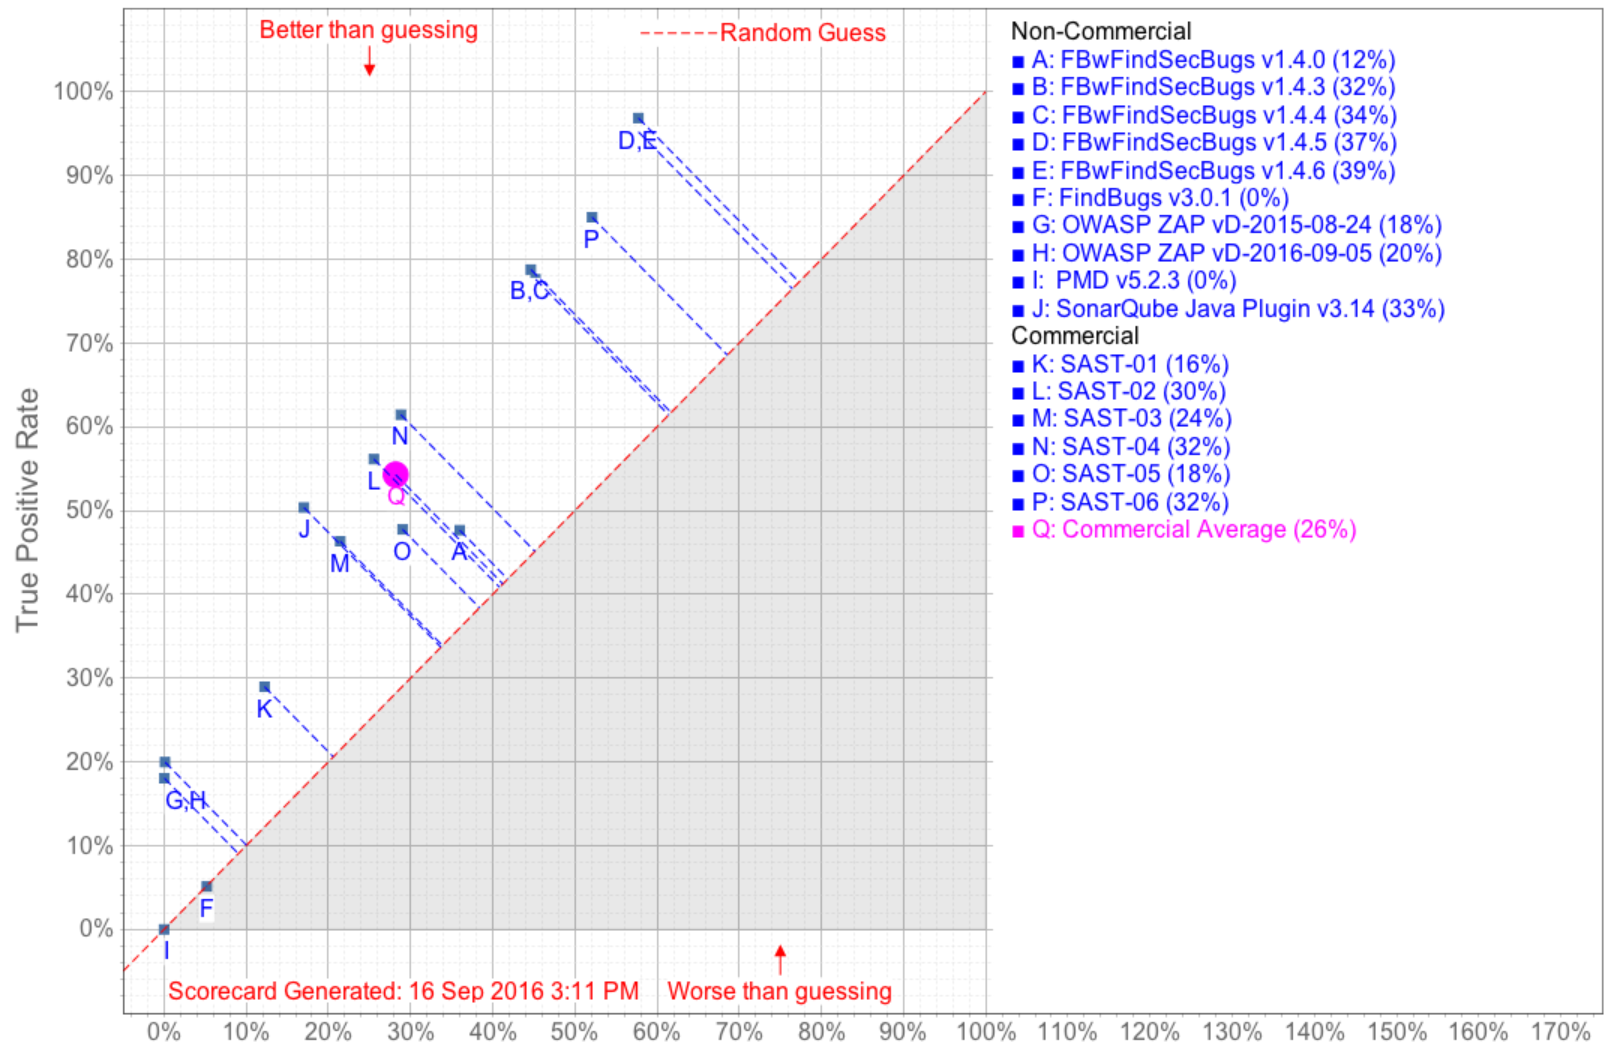 Better than guessing
Random Guess
100%
90%
80%
70%
60%
50%
40%
30%
20%
10%
0%
True Positive Rate
D,E
P
B,C
N
L
Q
J
M
O
A
K
G,H
F
I
Scorecard Generated: 16 Sep 2016 3:11 PM
Worse than guessing
0% 10% 20% 30% 40% 50% 60% 70% 80% 90% 100% 110% 120% 130% 140% 150% 160% 170%
Non-Commercial
A: FBwFindSecBugs v1.4.0 (12%)
B: FBwFindSecBugs v1.4.3 (32%)
C: FBwFindSecBugs v1.4.4 (34%)
D: FBwFindSecBugs v1.4.5 (37%)
E: FBwFindSecBugs v1.4.6 (39%)
F: FindBugs v3.0.1 (0%)
G: OWASP ZAP vD-2015-08-24 (18%)
H: OWASP ZAP vD-2016-09-05 (20%)
I: PMD v5.2.3 (0%)
J: SonarQube Java Plugin v3.14 (33%)
Commercial
K: SAST-01 (16%)
L: SAST-02 (30%)
M: SAST-03 (24%)
N: SAST-04 (32%)
O: SAST-05 (18%)
P: SAST-06 (32%)
Q: Commercial Average (26%)